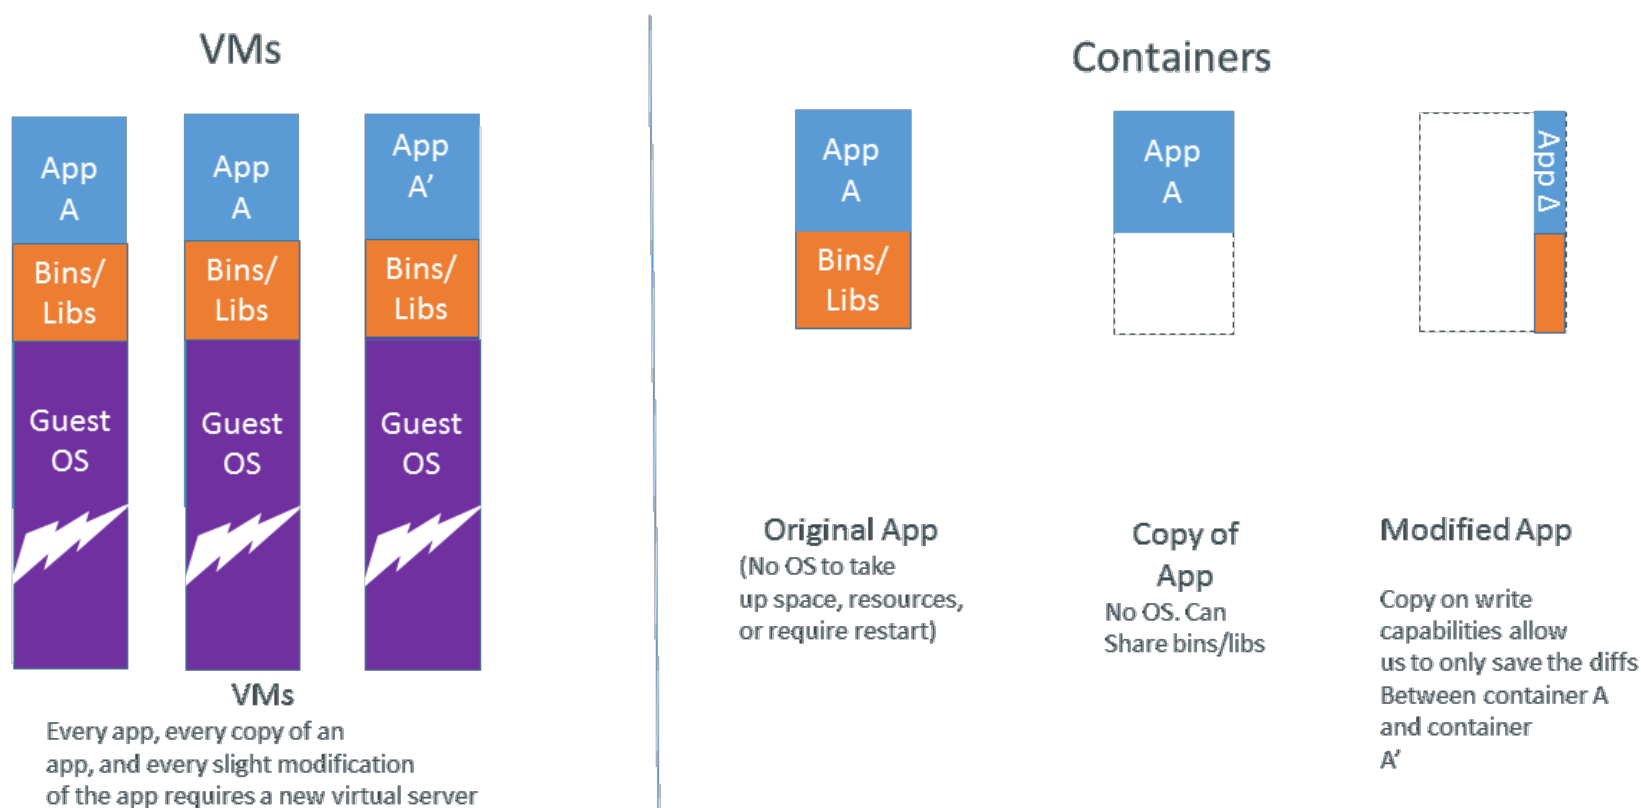 VMs
App
A
Bins/
Libs
Guest
OS
App
A
Bins/
Libs
Guest
OS
App
A’
Bins/
Libs
Guest
OS
VMs
Every app, every copy of an
app, and every slight modification
of the app requires a new virtual server
Containers
App
A
Bins/
Libs
Original App
(No OS to take
up space, resources,
or require restart)
App
A
Copy of
App
No OS. Can
Share bins/libs
App Δ
Modified App
Copy on write
capabilities allow
us to only save the diffs
Between container A
and container
A’